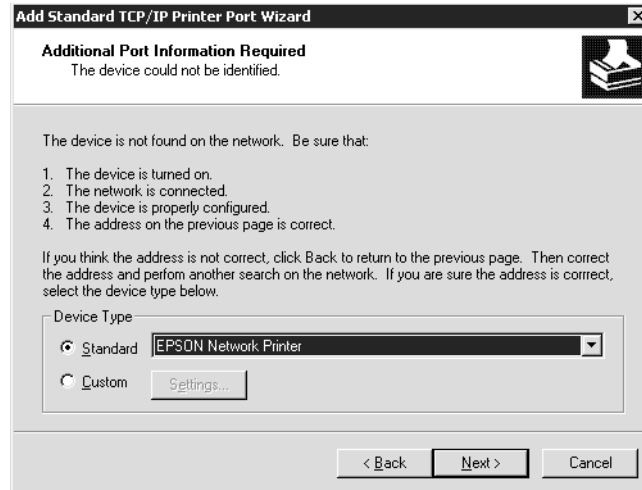 Add Standard TCP/IP Printer Port Wizard
Additional Port Information Required
The device could not be identified.
The device is not found on the network. Be sure that:
1. The device is turned on.
2. The network is connected.
3. The device is properly configured.
4. The address on the previous page is correct.
If you think the address is not correct, click Back to return to the previous page. Then correct
the address and perfom another search on the network. If you are sure the address is corrrect,
select the device type below.
Device Type
Standard EPSON Network Printer
Custom Settings...
< Back Next > Cancel